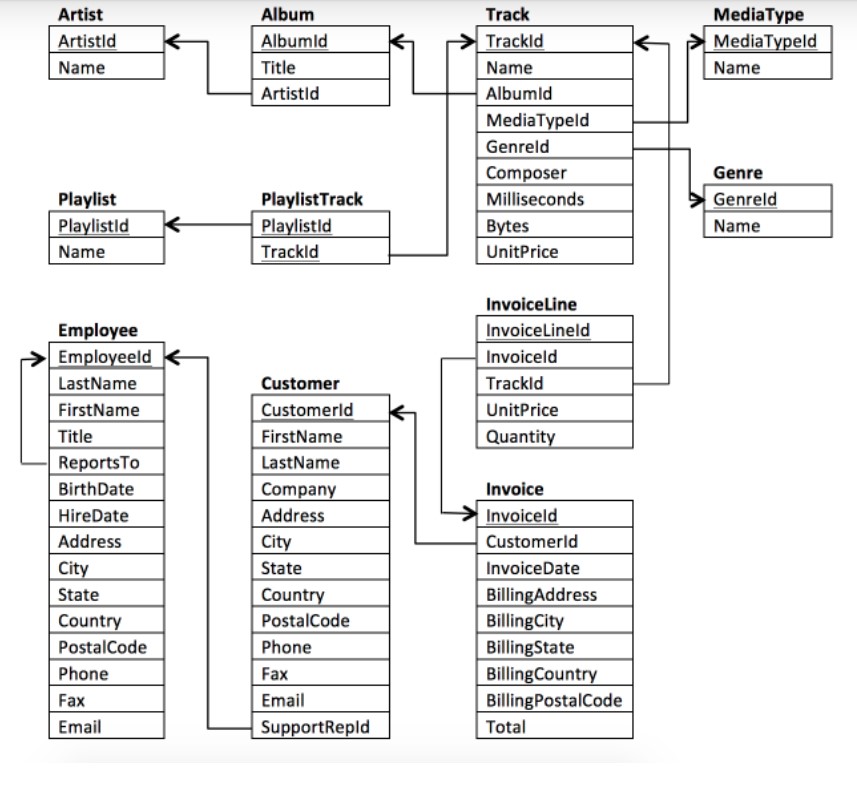 Artist
ArtistId
Name
Album
AlbumId
Title
ArtistId
Track
TrackId
Name
AlbumId
MediaTypeId
GenreId
Composer
Milliseconds
Bytes
UnitPrice
MediaType
MediaTypeId
Name
Genre
GenreId
Name
Playlist
PlaylistId
Name
PlaylistTrack
PlaylistId
TrackId
Employee
EmployeeId
LastName
FirstName
Title
ReportsTo
BirthDate
HireDate
Address
City
State
Country
PostalCode
Phone
Fax
Email
Customer
CustomerId
FirstName
LastName
Company
Address
City
State
Country
PostalCode
Phone
Fax
Email
SupportRepId
InvoiceLine
InvoiceLineId
InvoiceId
TrackId
UnitPrice
Quantity
Invoice
InvoiceId
CustomerId
InvoiceDate
BillingAddress
BillingCity
BillingState
BillingCountry
BillingPostalCode
Total